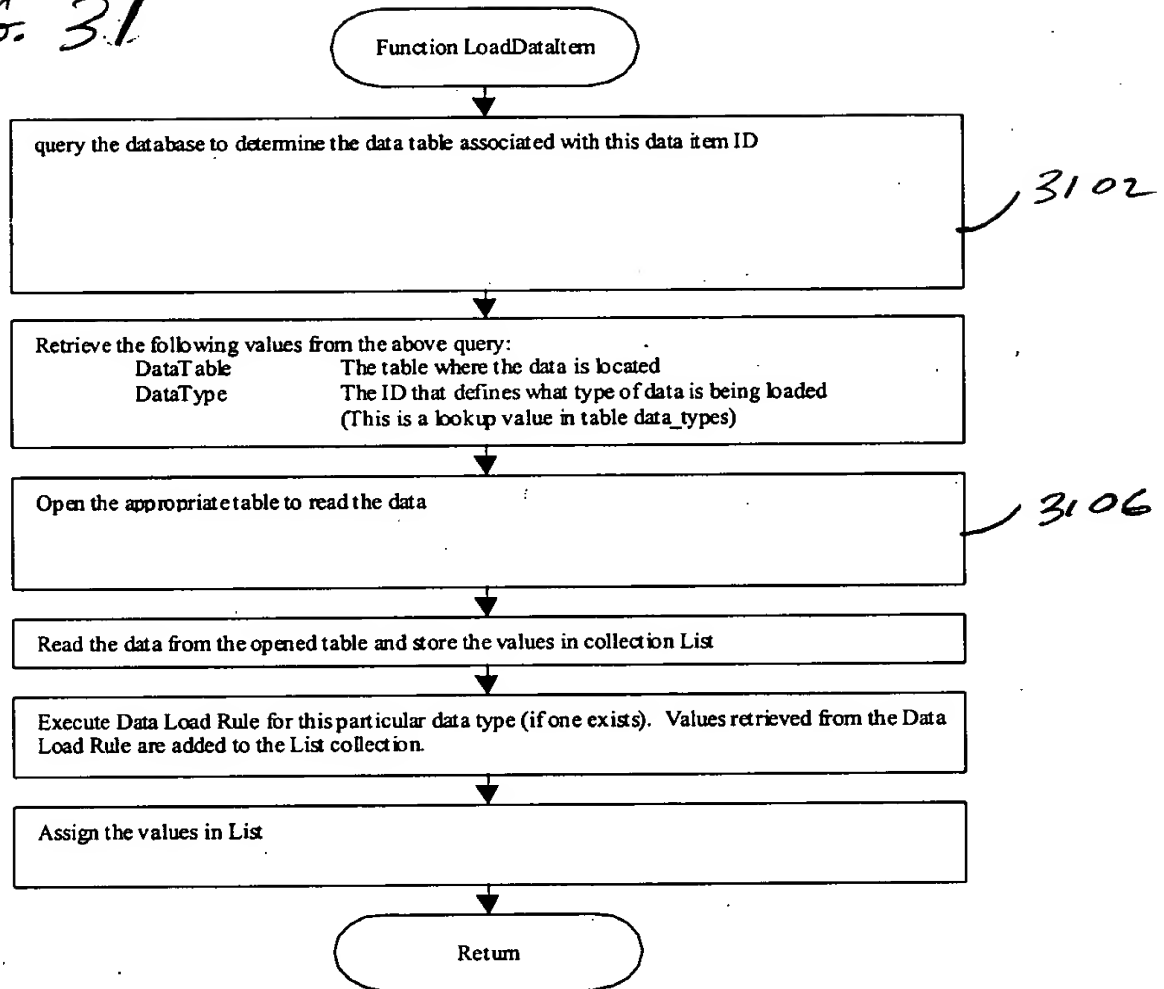 31
Function LoadDataItem
query the database to determine the data table associated with this data item ID
3102
Retrieve the following values from the above query:
DataTable The table where the data is located
DataType The ID that defines what type of data is being loaded
(This is a lookup value in table data_types)
Open the appropriate table to read the data
3106
Read the data from the opened table and store the values in collection List
Execute Data Load Rule for this particular data type (if one exists). Values retrieved from the Data
Load Rule are added to the List collection.
Assign the values in List
Return